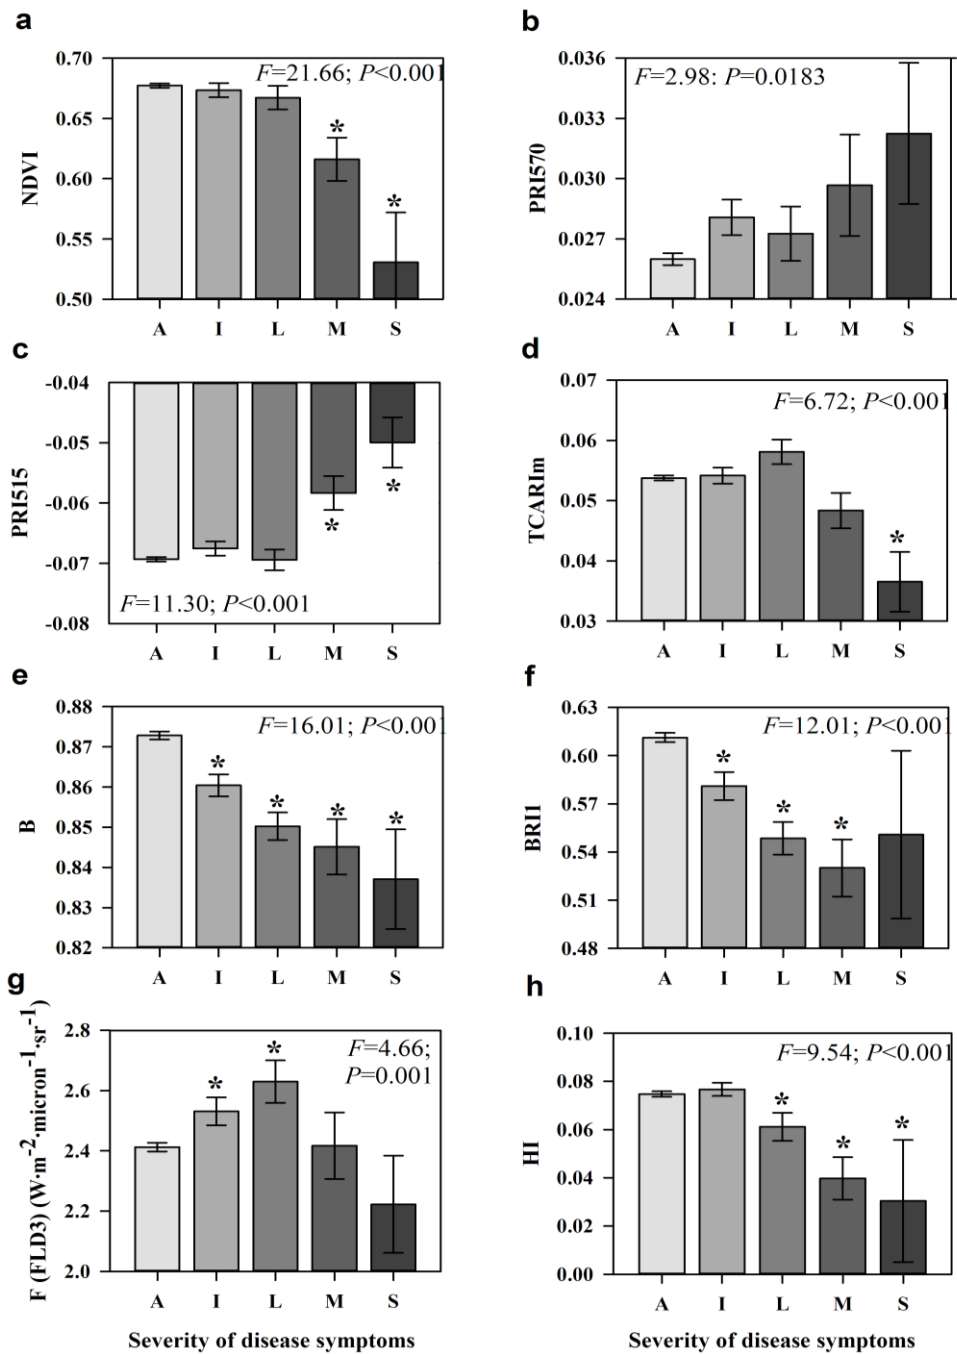 a
0.70
0.65
0.60
0.55
0.50
NDVI
F=21.66; P<0.001
*
*
A I L M S
b
0.036
0.033
0.030
0.027
0.024
PRI570
F=2.98: P=0.0183
A I L M S
c
-0.04
-0.05
-0.06
-0.07
-0.08
PRI515
*
*
F=11.30; P<0.001
A I L M S
d
0.07
0.06
0.05
0.04
0.03
TCARIm
F=6.72; P<0.001
*
A I L M S
e
0.88
0.87
0.86
0.85
0.84
0.83
0.82
B
F=16.01; P<0.001
* * * *
A I L M S
f
0.63
0.60
0.57
0.54
0.51
0.48
BRI1
F=12.01; P<0.001
* * *
A I L M S
g
2.8
2.6
2.4
2.2
2.0
F (FLD3) (W·m⁻²·micron⁻¹·sr⁻¹)
F=4.66;
P=0.001
* *
A I L M S
Severity of disease symptoms
h
0.10
0.08
0.06
0.04
0.02
0.00
HI
F=9.54; P<0.001
* * *
A I L M S
Severity of disease symptoms